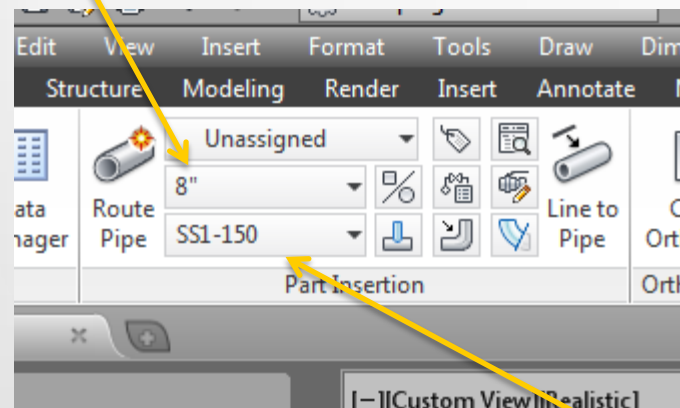 Edit View Insert Format Tools Draw
Structure Modeling Render Insert Annotate
Unassigned
8"
SS1-150
Route
Pipe
Line to
Pipe
Part Insertion
[−][Custom View][Realistic]